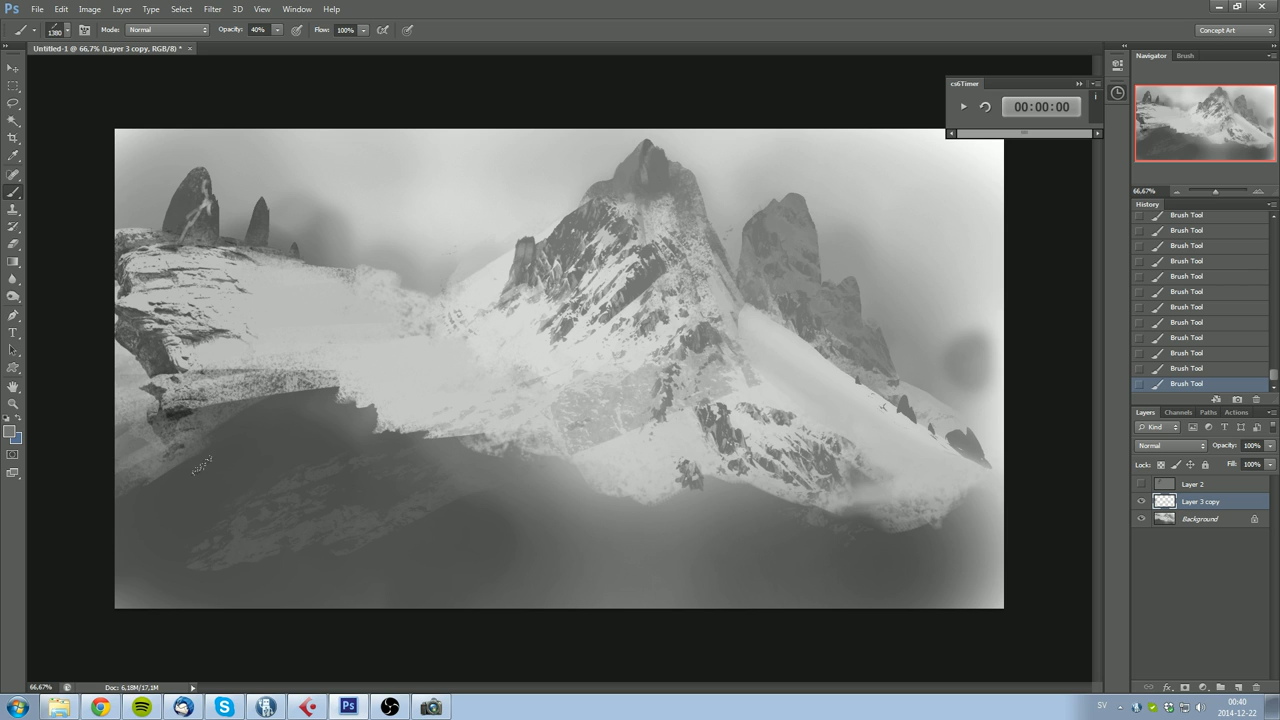 Ps File Edit Image Layer Type Select Filter 3D View Window Help
1380 Mode: Normal Opacity: 40% Flow: 100% Concept Art
Untitled-1 @ 66,7% (Layer 3 copy, RGB/8) * ×
Navigator Brush
cs6Timer
00:00:00
66,67%
History
Brush Tool
Brush Tool
Brush Tool
Brush Tool
Brush Tool
Brush Tool
Brush Tool
Brush Tool
Brush Tool
Brush Tool
Brush Tool
Brush Tool
Layers Channels Paths Actions
Kind
Normal Opacity: 100%
Lock: Fill: 100%
Layer 2
Layer 3 copy
Background
66,67% Doc: 6,18M/17,1M
SV 00:40
2014-12-22